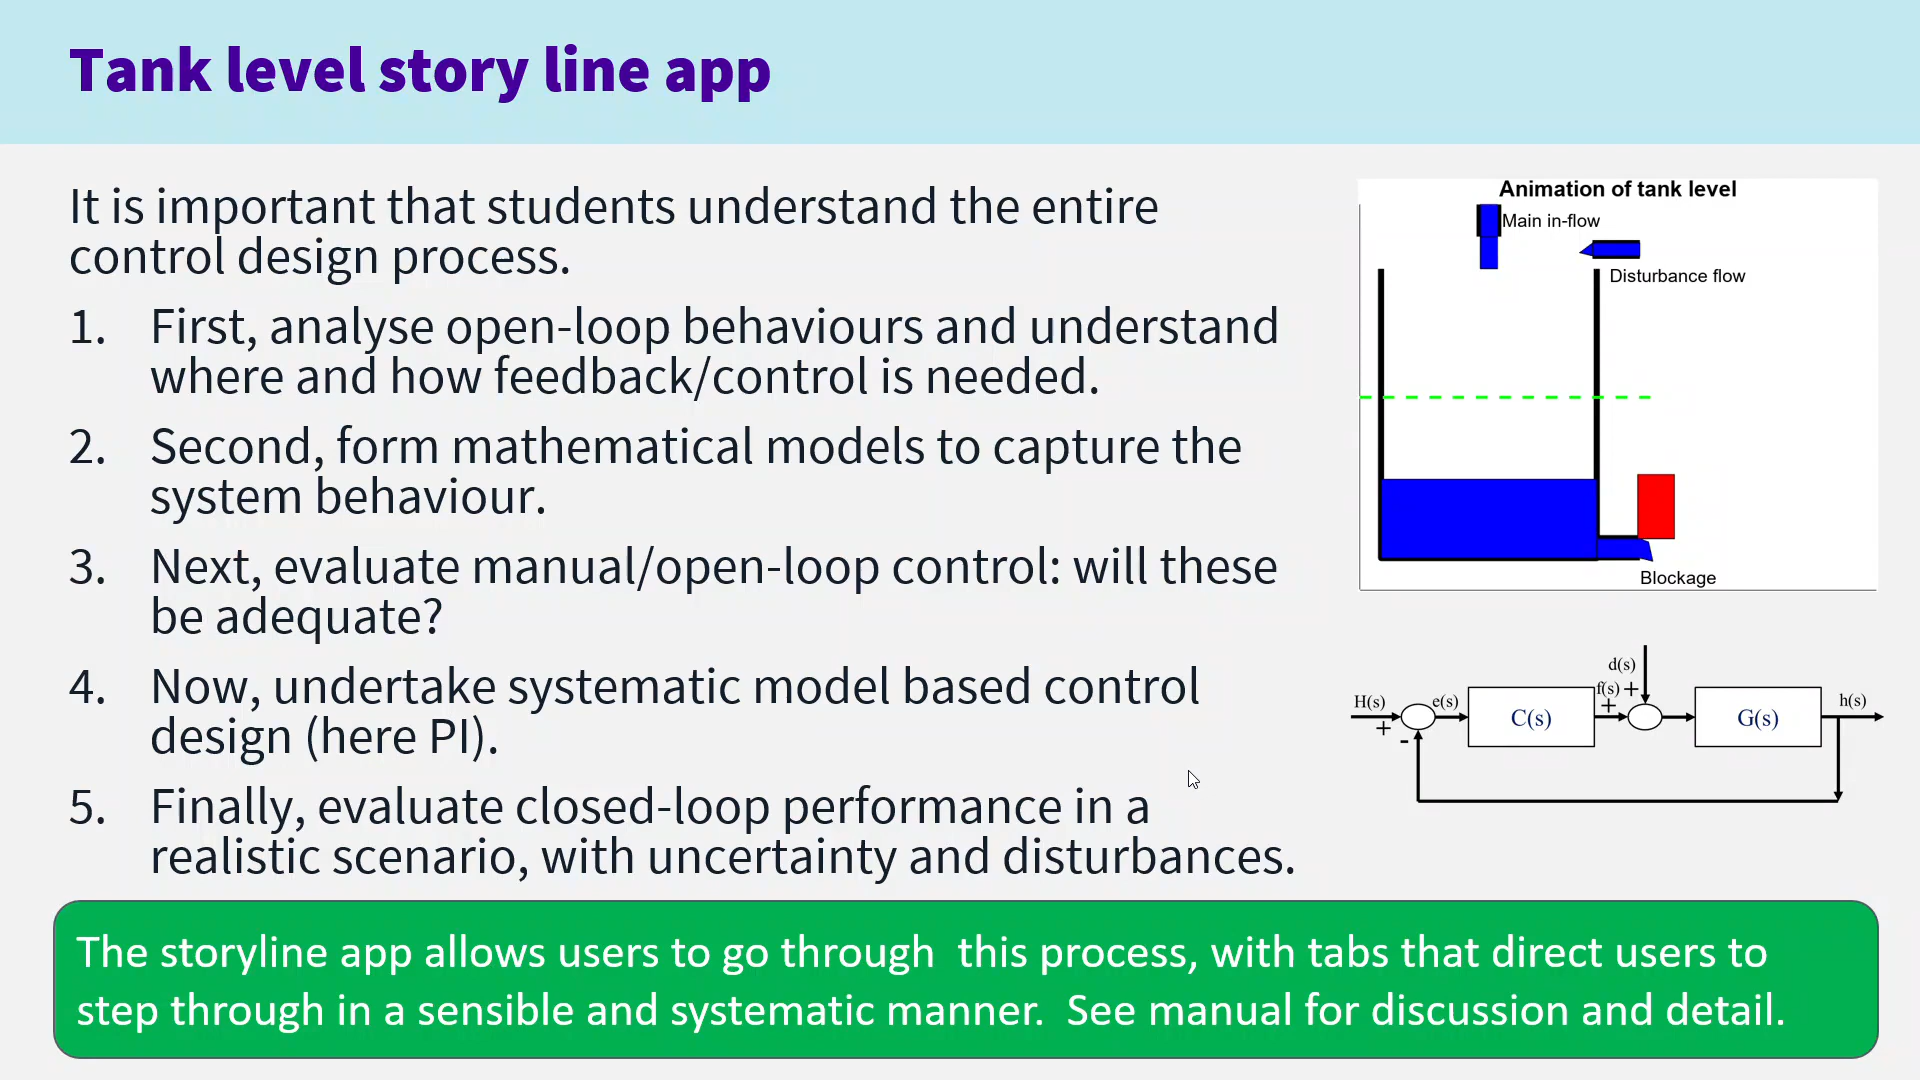 Tank level story line app
It is important that students understand the entire
control design process.
1. First, analyse open-loop behaviours and understand
where and how feedback/control is needed.
2. Second, form mathematical models to capture the
system behaviour.
3. Next, evaluate manual/open-loop control: will these
be adequate?
4. Now, undertake systematic model based control
design (here PI).
5. Finally, evaluate closed-loop performance in a
realistic scenario, with uncertainty and disturbances.
Animation of tank level
Main in-flow
Disturbance flow
Blockage
d(s)
H(s) e(s) f(s) + h(s)
+ C(s) + G(s)
-
The storyline app allows users to go through  this process, with tabs that direct users to
step through in a sensible and systematic manner.  See manual for discussion and detail.